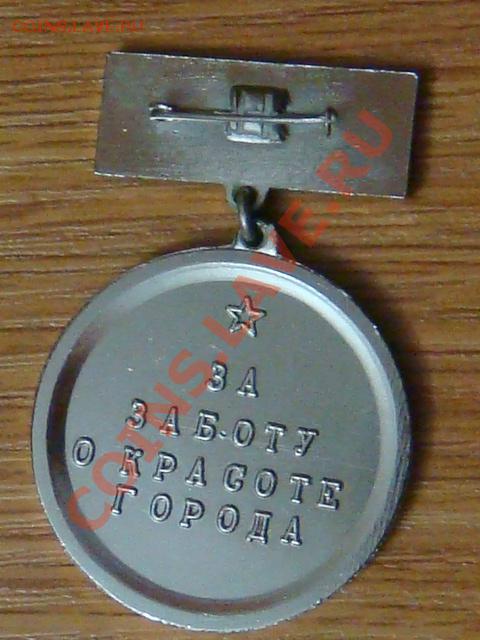 COINS.LAVE.RU
ЗА
ЗАБОТУ
О КРАСОТЕ
ГОРОДА
COINS.LAVE.RU